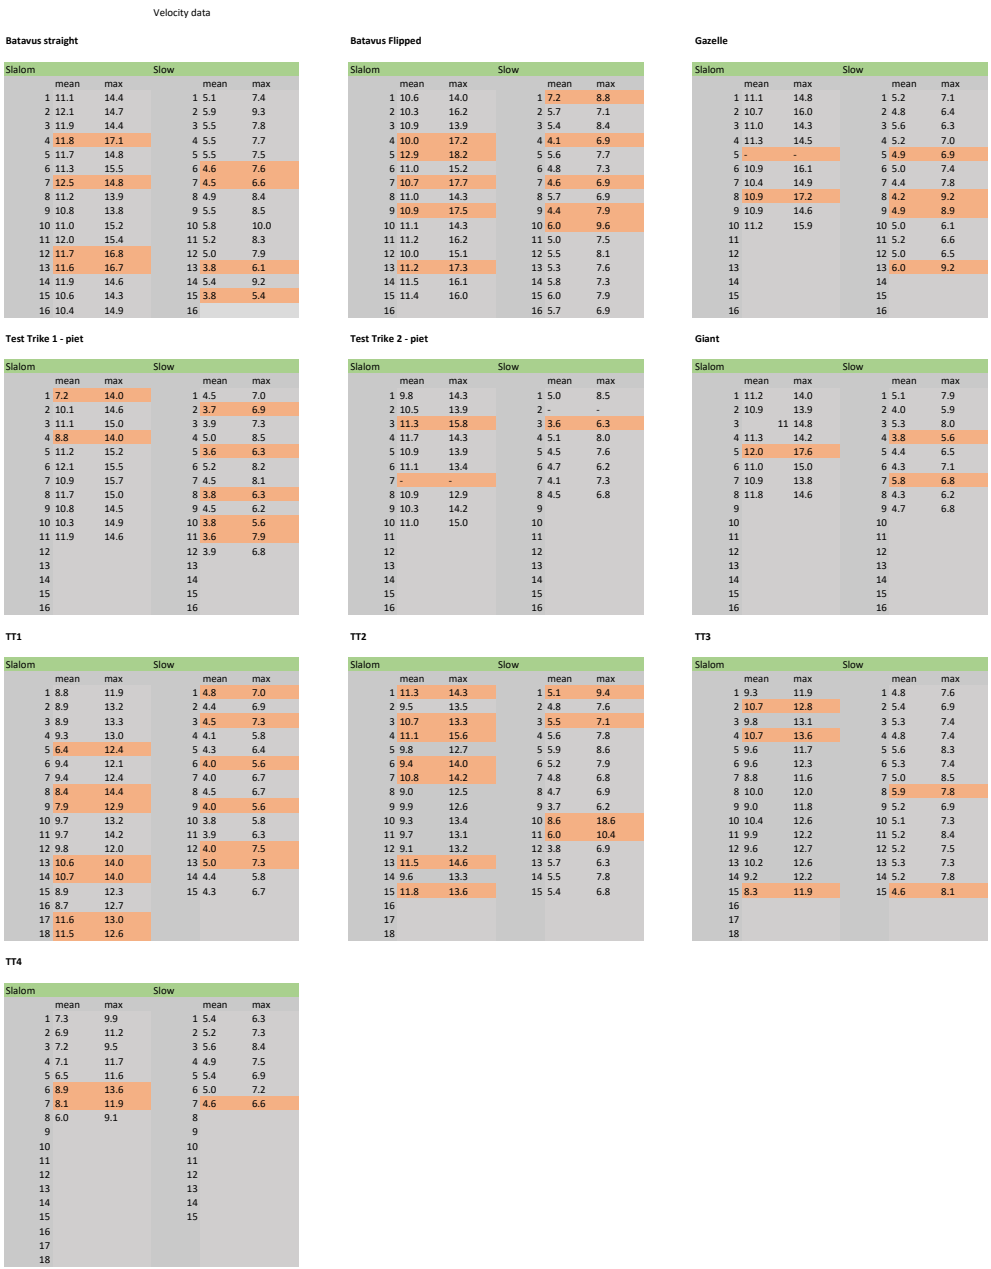 Velocity data
Batavus straight Batavus Flipped Gazelle
Slalom Slow Slalom Slow Slalom Slow
mean max mean max mean max mean max mean max mean max
1 11.1 14.4 1 5.1 7.4 1 10.6 14.0 1 7.2 8.8 1 11.1 14.8 1 5.2 7.1
2 12.1 14.7 2 5.9 9.3 2 10.3 16.2 2 5.7 7.1 2 10.7 16.0 2 4.8 6.4
3 11.9 14.4 3 5.5 7.8 3 10.9 13.9 3 5.4 8.4 3 11.0 14.3 3 5.6 6.3
4 11.8 17.1 4 5.5 7.7 4 10.0 17.2 4 4.1 6.9 4 11.3 14.5 4 5.2 7.0
5 11.7 14.8 5 5.5 7.5 5 12.9 18.2 5 5.6 7.7 5 - - 5 4.9 6.9
6 11.3 15.5 6 4.6 7.6 6 11.0 15.2 6 4.8 7.3 6 10.9 16.1 6 5.0 7.4
7 12.5 14.8 7 4.5 6.6 7 10.7 17.7 7 4.6 6.9 7 10.4 14.9 7 4.4 7.8
8 11.2 13.9 8 4.9 8.4 8 11.0 14.3 8 5.7 6.9 8 10.9 17.2 8 4.2 9.2
9 10.8 13.8 9 5.5 8.5 9 10.9 17.5 9 4.4 7.9 9 10.9 14.6 9 4.9 8.9
10 11.0 15.2 10 5.8 10.0 10 11.1 14.3 10 6.0 9.6 10 11.2 15.9 10 5.0 6.1
11 12.0 15.4 11 5.2 8.3 11 11.2 16.2 11 5.0 7.5 11 11 5.2 6.6
12 11.7 16.8 12 5.0 7.9 12 10.0 15.1 12 5.5 8.1 12 12 5.0 6.5
13 11.6 16.7 13 3.8 6.1 13 11.2 17.3 13 5.3 7.6 13 13 6.0 9.2
14 11.9 14.6 14 5.4 9.2 14 11.5 16.1 14 5.8 7.3 14 14
15 10.6 14.3 15 3.8 5.4 15 11.4 16.0 15 6.0 7.9 15 15
16 10.4 14.9 16 16 16 5.7 6.9 16 16
Test Trike 1 - piet Test Trike 2 - piet Giant
Slalom Slow Slalom Slow Slalom Slow
mean max mean max mean max mean max mean max mean max
1 7.2 14.0 1 4.5 7.0 1 9.8 14.3 1 5.0 8.5 1 11.2 14.0 1 5.1 7.9
2 10.1 14.6 2 3.7 6.9 2 10.5 13.9 2 - - 2 10.9 13.9 2 4.0 5.9
3 11.1 15.0 3 3.9 7.3 3 11.3 15.8 3 3.6 6.3 3 11 14.8 3 5.3 8.0
4 8.8 14.0 4 5.0 8.5 4 11.7 14.3 4 5.1 8.0 4 11.3 14.2 4 3.8 5.6
5 11.2 15.2 5 3.6 6.3 5 10.9 13.9 5 4.5 7.6 5 12.0 17.6 5 4.4 6.5
6 12.1 15.5 6 5.2 8.2 6 11.1 13.4 6 4.7 6.2 6 11.0 15.0 6 4.3 7.1
7 10.9 15.7 7 4.5 8.1 7 - - 7 4.1 7.3 7 10.9 13.8 7 5.8 6.8
8 11.7 15.0 8 3.8 6.3 8 10.9 12.9 8 4.5 6.8 8 11.8 14.6 8 4.3 6.2
9 10.8 14.5 9 4.5 6.2 9 10.3 14.2 9 9 9 4.7 6.8
10 10.3 14.9 10 3.8 5.6 10 11.0 15.0 10 10 10
11 11.9 14.6 11 3.6 7.9 11 11 11 11
12 12 3.9 6.8 12 12 12 12
13 13 13 13 13 13
14 14 14 14 14 14
15 15 15 15 15 15
16 16 16 16 16 16
TT1 TT2 TT3
Slalom Slow Slalom Slow Slalom Slow
mean max mean max mean max mean max mean max mean max
1 8.8 11.9 1 4.8 7.0 1 11.3 14.3 1 5.1 9.4 1 9.3 11.9 1 4.8 7.6
2 8.9 13.2 2 4.4 6.9 2 9.5 13.5 2 4.8 7.6 2 10.7 12.8 2 5.4 6.9
3 8.9 13.3 3 4.5 7.3 3 10.7 13.3 3 5.5 7.1 3 9.8 13.1 3 5.3 7.4
4 9.3 13.0 4 4.1 5.8 4 11.1 15.6 4 5.6 7.8 4 10.7 13.6 4 4.8 7.4
5 6.4 12.4 5 4.3 6.4 5 9.8 12.7 5 5.9 8.6 5 9.6 11.7 5 5.6 8.3
6 9.4 12.1 6 4.0 5.6 6 9.4 14.0 6 5.2 7.9 6 9.6 12.3 6 5.3 7.4
7 9.4 12.4 7 4.0 6.7 7 10.8 14.2 7 4.8 6.8 7 8.8 11.6 7 5.0 8.5
8 8.4 14.4 8 4.5 6.7 8 9.0 12.5 8 4.7 6.9 8 10.0 12.0 8 5.9 7.8
9 7.9 12.9 9 4.0 5.6 9 9.9 12.6 9 3.7 6.2 9 9.0 11.8 9 5.2 6.9
10 9.7 13.2 10 3.8 5.8 10 9.3 13.4 10 8.6 18.6 10 10.4 12.6 10 5.1 7.3
11 9.7 14.2 11 3.9 6.3 11 9.7 13.1 11 6.0 10.4 11 9.9 12.2 11 5.2 8.4
12 9.8 12.0 12 4.0 7.5 12 9.1 13.2 12 3.8 6.9 12 9.6 12.7 12 5.2 7.5
13 10.6 14.0 13 5.0 7.3 13 11.5 14.6 13 5.7 6.3 13 10.2 12.6 13 5.3 7.3
14 10.7 14.0 14 4.4 5.8 14 9.6 13.3 14 5.5 7.8 14 9.2 12.2 14 5.2 7.8
15 8.9 12.3 15 4.3 6.7 15 11.8 13.6 15 5.4 6.8 15 8.3 11.9 15 4.6 8.1
16 8.7 12.7 16 16
17 11.6 13.0 17 17
18 11.5 12.6 18 18
TT4
Slalom Slow
mean max mean max
1 7.3 9.9 1 5.4 6.3
2 6.9 11.2 2 5.2 7.3
3 7.2 9.5 3 5.6 8.4
4 7.1 11.7 4 4.9 7.5
5 6.5 11.6 5 5.4 6.9
6 8.9 13.6 6 5.0 7.2
7 8.1 11.9 7 4.6 6.6
8 6.0 9.1 8
9 9
10 10
11 11
12 12
13 13
14 14
15 15
16
17
18